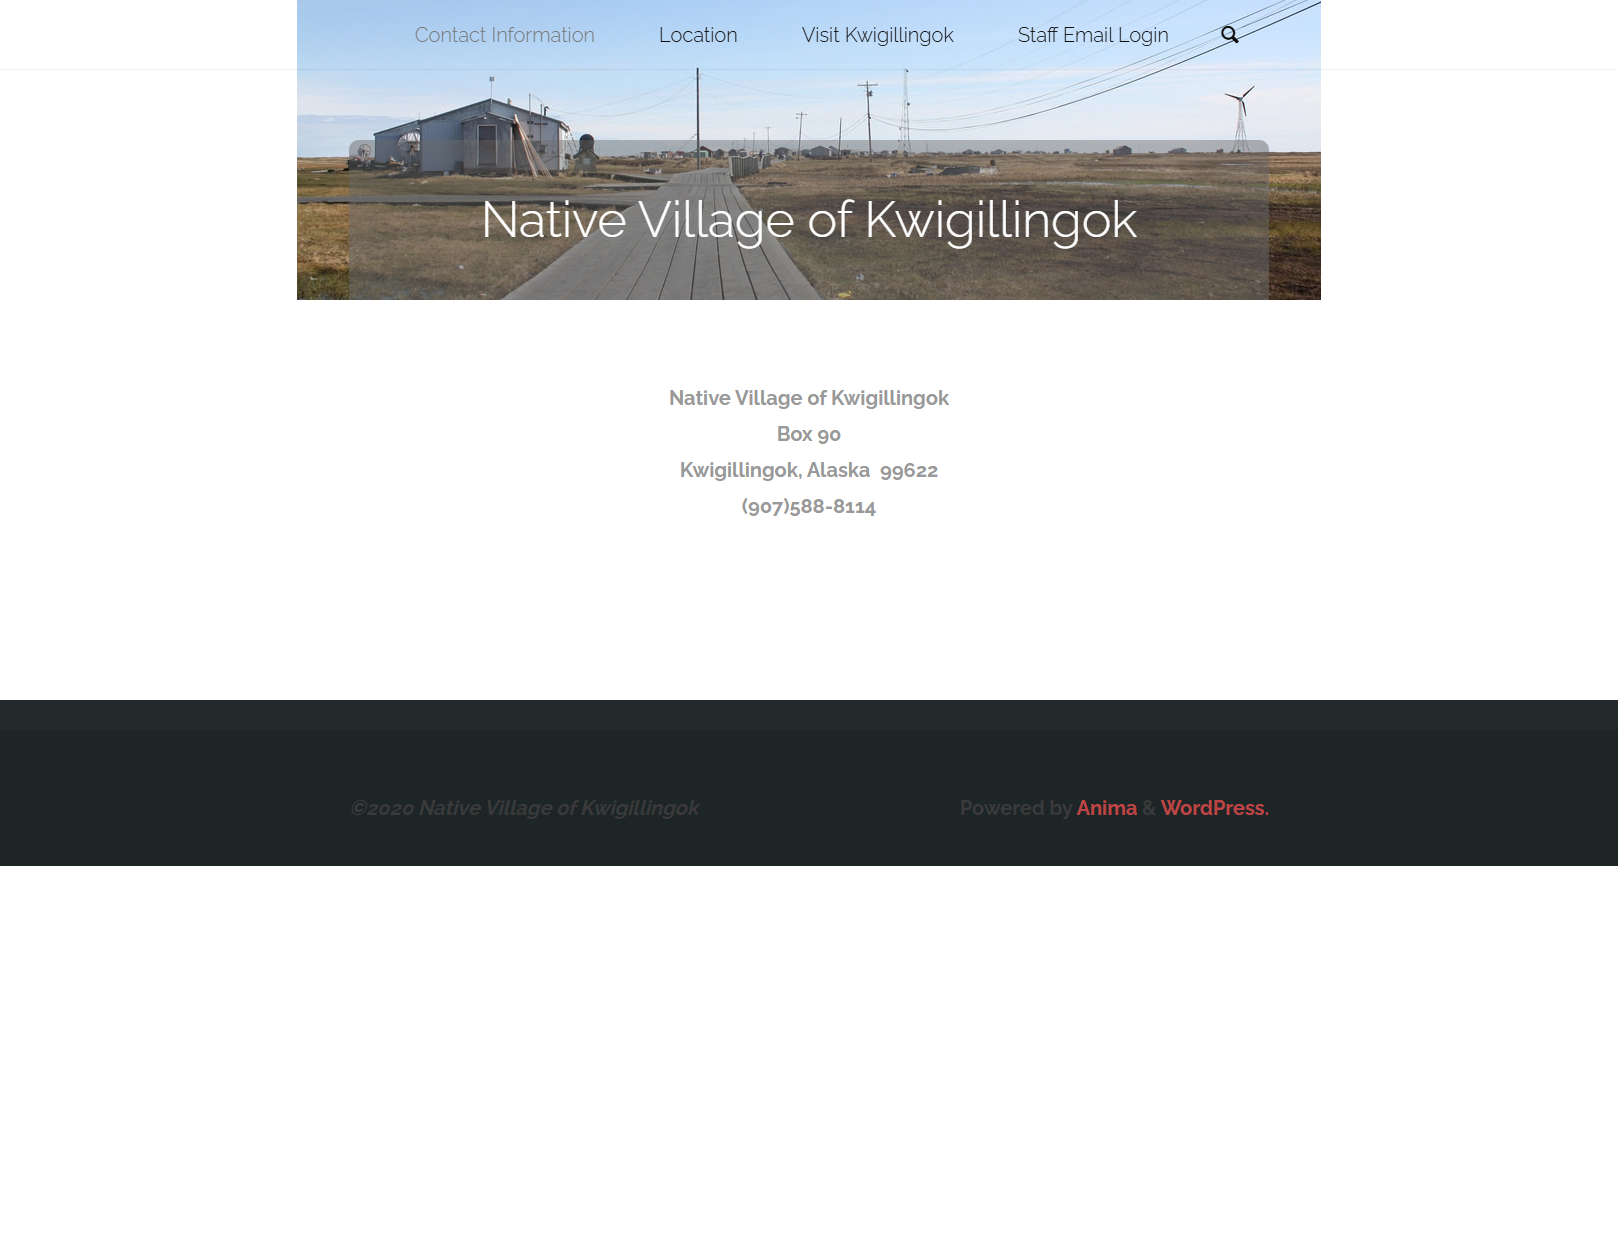 Contact Information Location Visit Kwigillingok Staff Email Login
Native Village of Kwigillingok
Native Village of Kwigillingok
Box 90
Kwigillingok, Alaska  99622
(907)588-8114
©2020 Native Village of Kwigillingok Powered by Anima & WordPress.